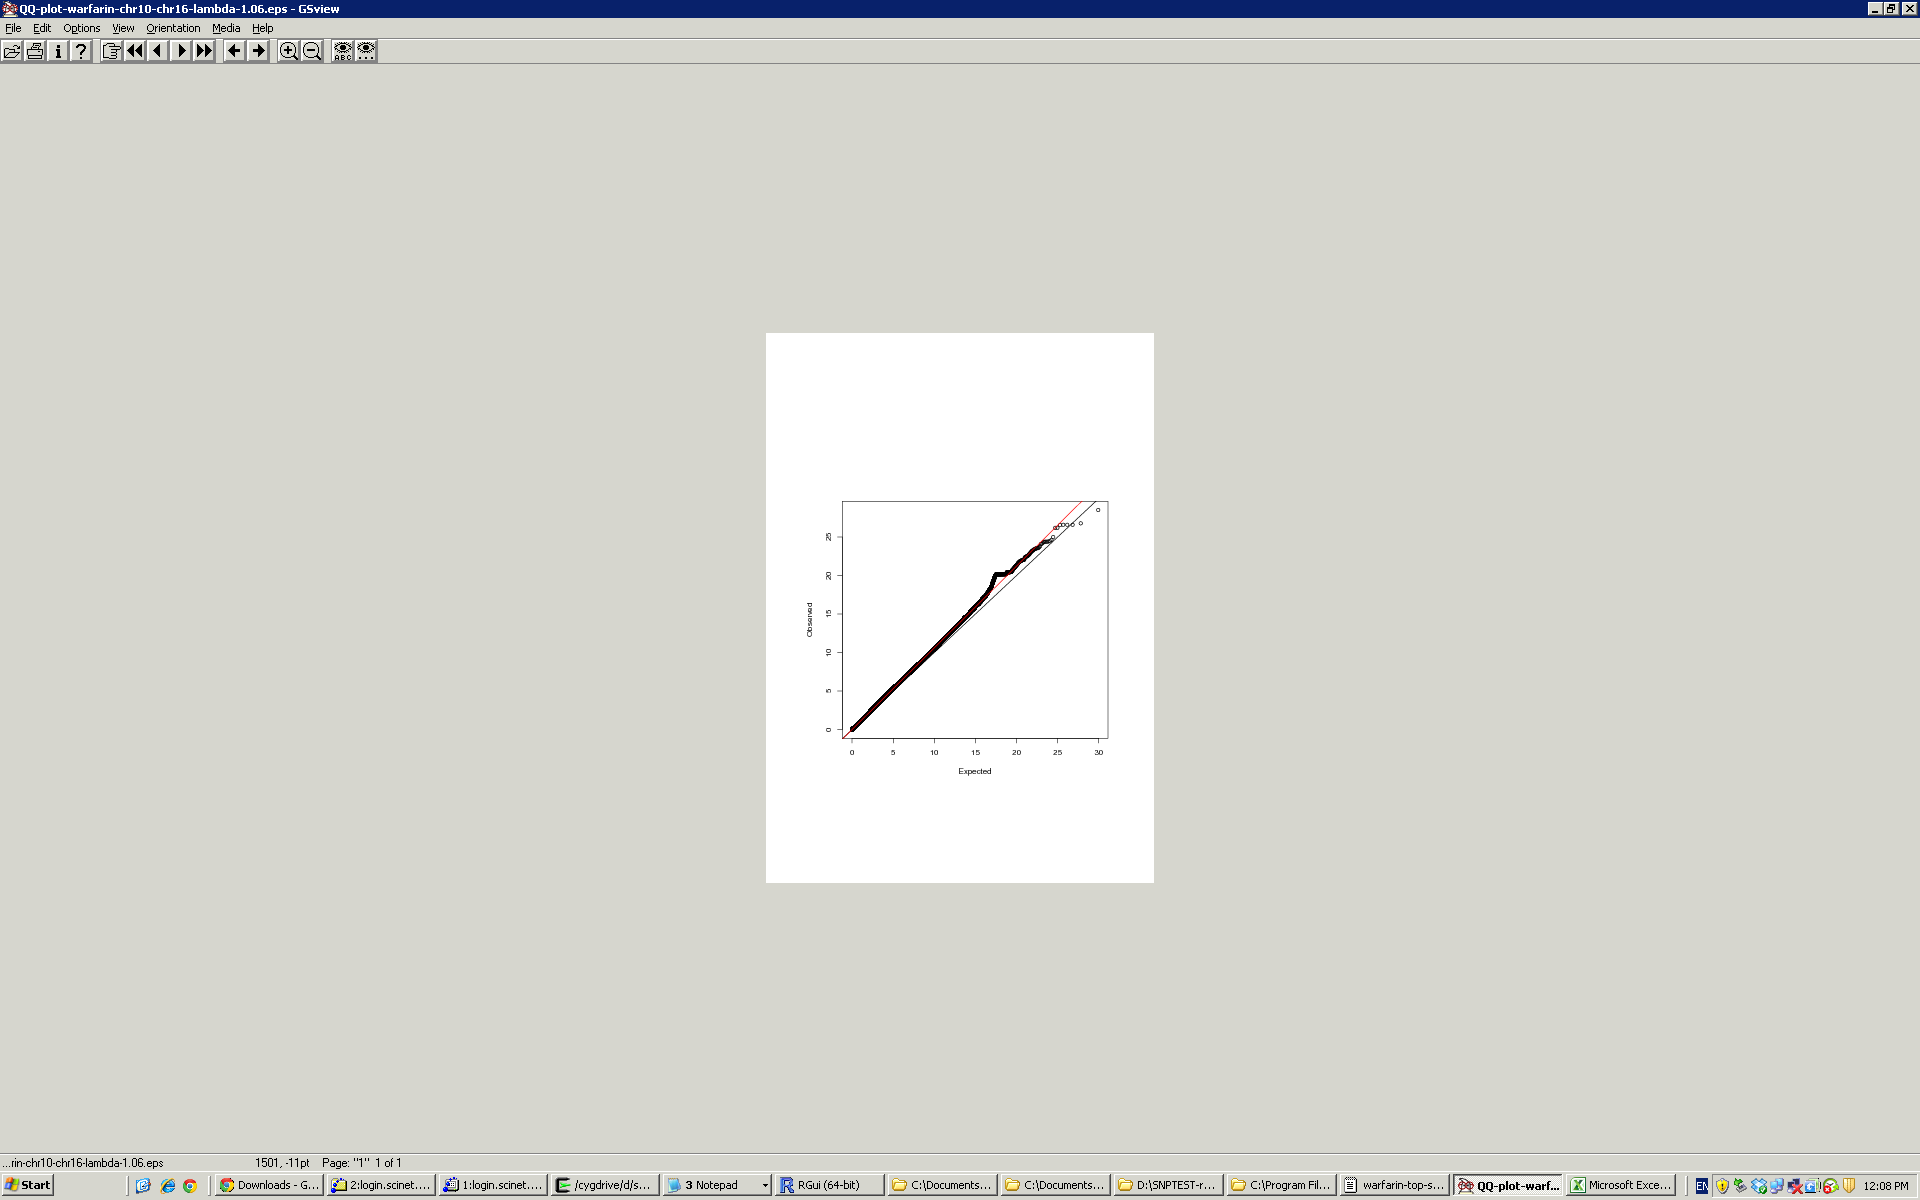 QQ-plot-warfarin-chr10-chr16-lambda-1.06.eps - GSview
File Edit Options View Orientation Media Help
ABC
Observed
25
20
15
10
5
0
0 5 10 15 20 25 30
Expected
...rin-chr10-chr16-lambda-1.06.eps 1501, -11pt Page: "1" 1 of 1
Start Downloads - G... 2:login.scinet.... 1:login.scinet.... /cygdrive/d/s... 3 Notepad RGui (64-bit) C:\Documents... C:\Documents... D:\SNPTEST-r... C:\Program Fil... warfarin-top-s... QQ-plot-warf... Microsoft Exce... EN 12:08 PM